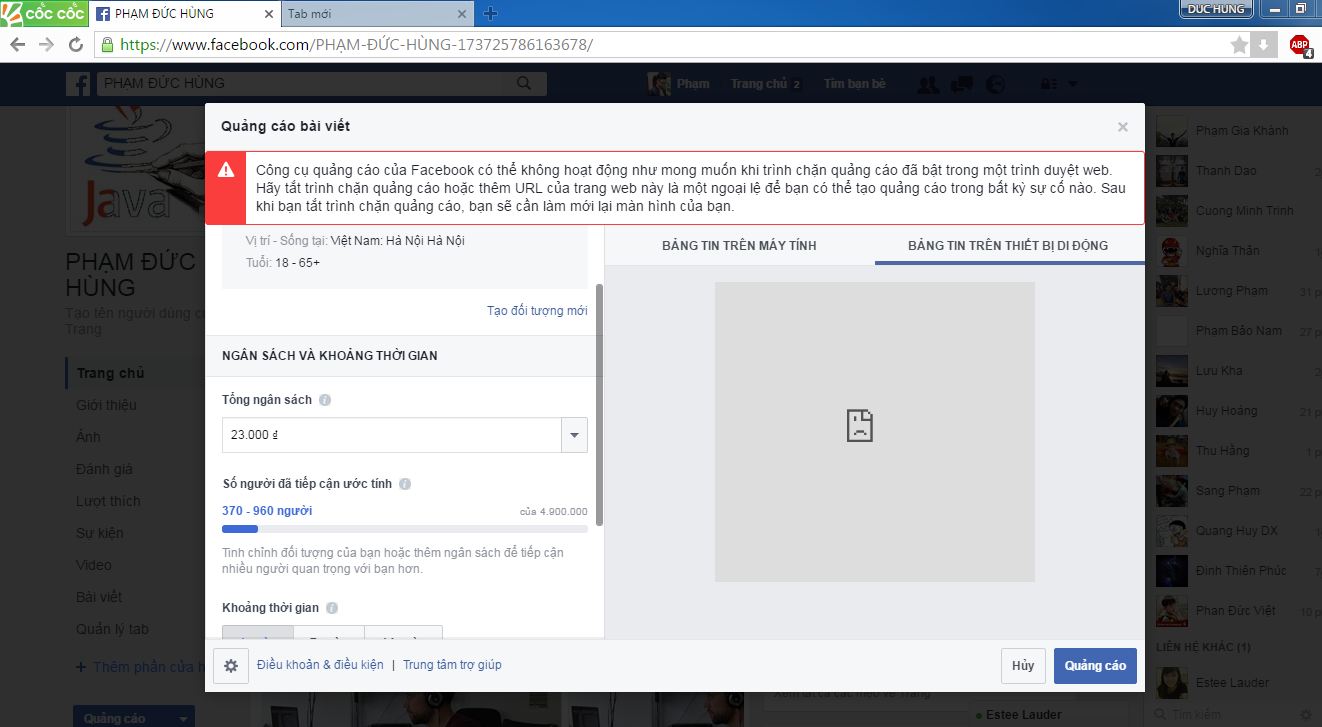 cốc cốc
PHẠM ĐỨC HÙNG
Tab mới
DUC HUNG
https://www.facebook.com/PHẠM-ĐỨC-HÙNG-173725786163678/
ABP
4
PHẠM ĐỨC HÙNG
Phạm
Trang chủ 2
Tìm bạn bè
Quảng cáo bài viết
Công cụ quảng cáo của Facebook có thể không hoạt động như mong muốn khi trình chặn quảng cáo đã bật trong một trình duyệt web.
Hãy tắt trình chặn quảng cáo hoặc thêm URL của trang web này là một ngoại lệ để bạn có thể tạo quảng cáo trong bất kỳ sự cố nào. Sau
khi bạn tắt trình chặn quảng cáo, bạn sẽ cần làm mới lại màn hình của bạn.
Vị trí - Sống tại: Việt Nam: Hà Nội Hà Nội
Tuổi: 18 - 65+
Tạo đối tượng mới
NGÂN SÁCH VÀ KHOẢNG THỜI GIAN
Tổng ngân sách
23.000 ₫
Số người đã tiếp cận ước tính
370 - 960 người
của 4.900.000
Tinh chỉnh đối tượng của bạn hoặc thêm ngân sách để tiếp cận
nhiều người quan trọng với bạn hơn.
Khoảng thời gian
BẢNG TIN TRÊN MÁY TÍNH
BẢNG TIN TRÊN THIẾT BỊ DI ĐỘNG
Điều khoản & điều kiện | Trung tâm trợ giúp
Hủy
Quảng cáo
Java
PHẠM ĐỨC
HÙNG
Tạo tên người dùng
Trang
Trang chủ
Giới thiệu
Ảnh
Đánh giá
Lượt thích
Sự kiện
Video
Bài viết
Quản lý tab
+ Thêm phần của
Quảng cáo
Xem tất cả các mẹo về Trang
Phạm Gia Khánh
Thanh Dao
Cuong Minh Trinh
Nghĩa Thân
Lương Phạm 31
Phạm Bảo Nam 27
Lưu Kha
Huy Hoàng 21
Thu Hằng 1
Sang Phạm 22
Quang Huy DX
Đinh Thiên Phúc
Phan Đức Việt 10
LIÊN HỆ KHÁC (1)
Estee Lauder
Tìm kiếm
Estee Lauder